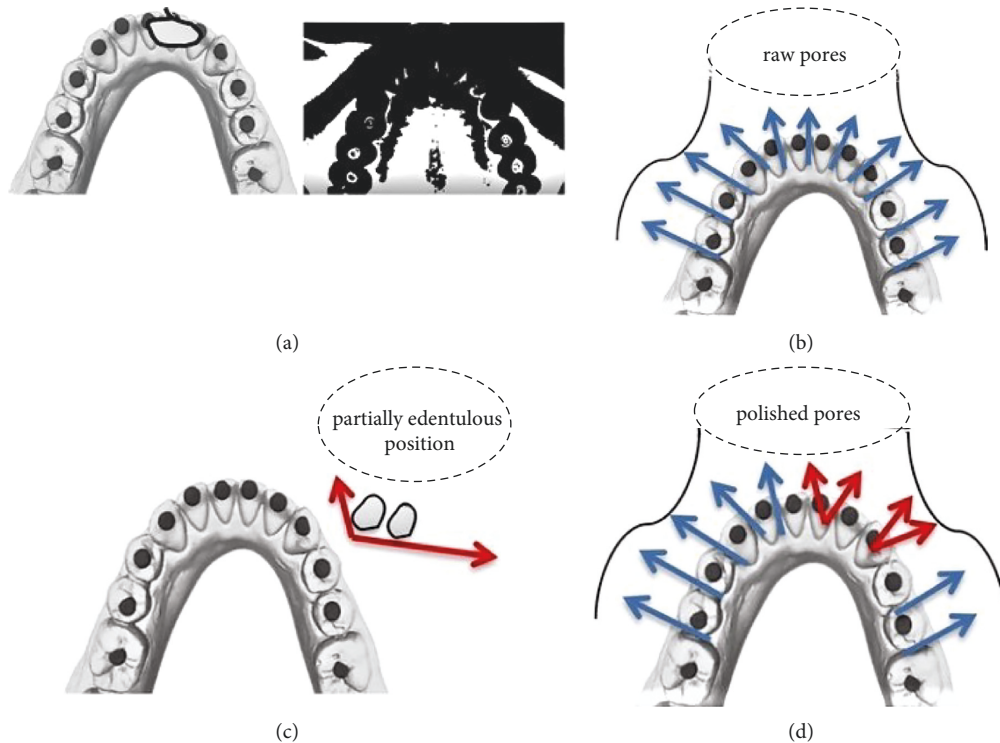 raw pores
(a)
(b)
partially edentulous
position
polished pores
(c)
(d)